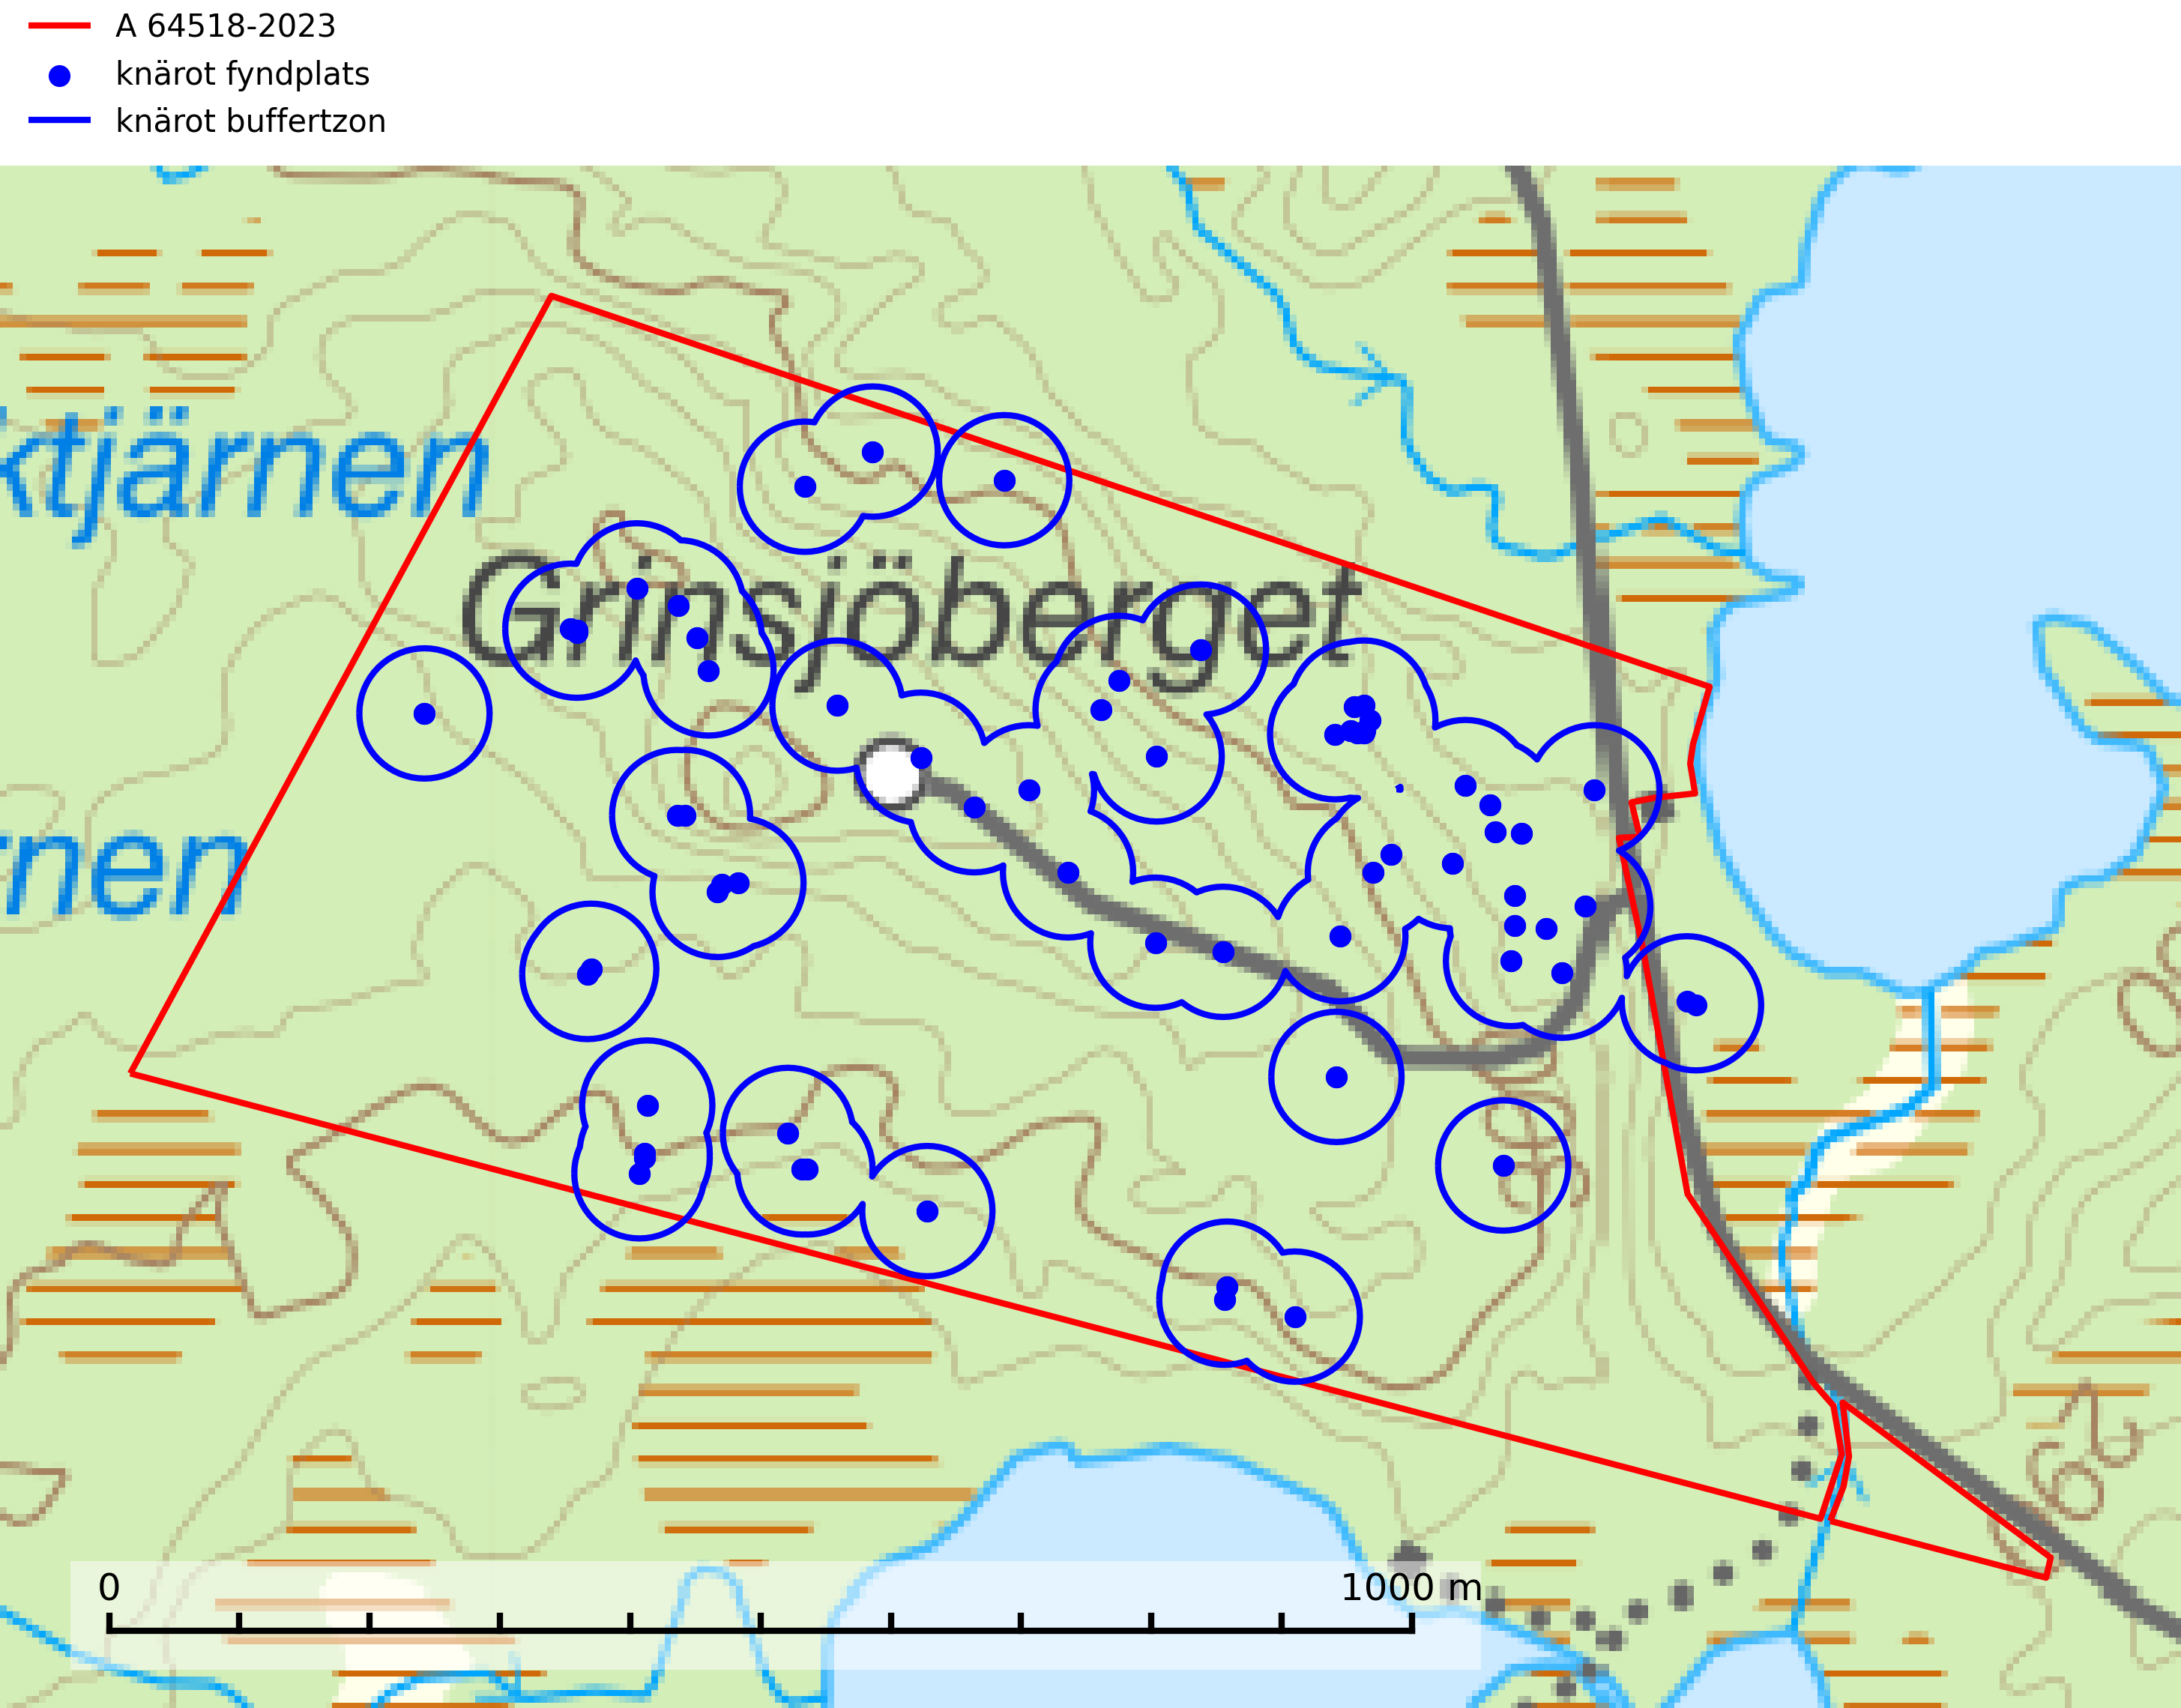 A 64518-2023
knärot fyndplats
knärot buffertzon
ktjärnen
Grinsjöberget
rnen
0 1000 m